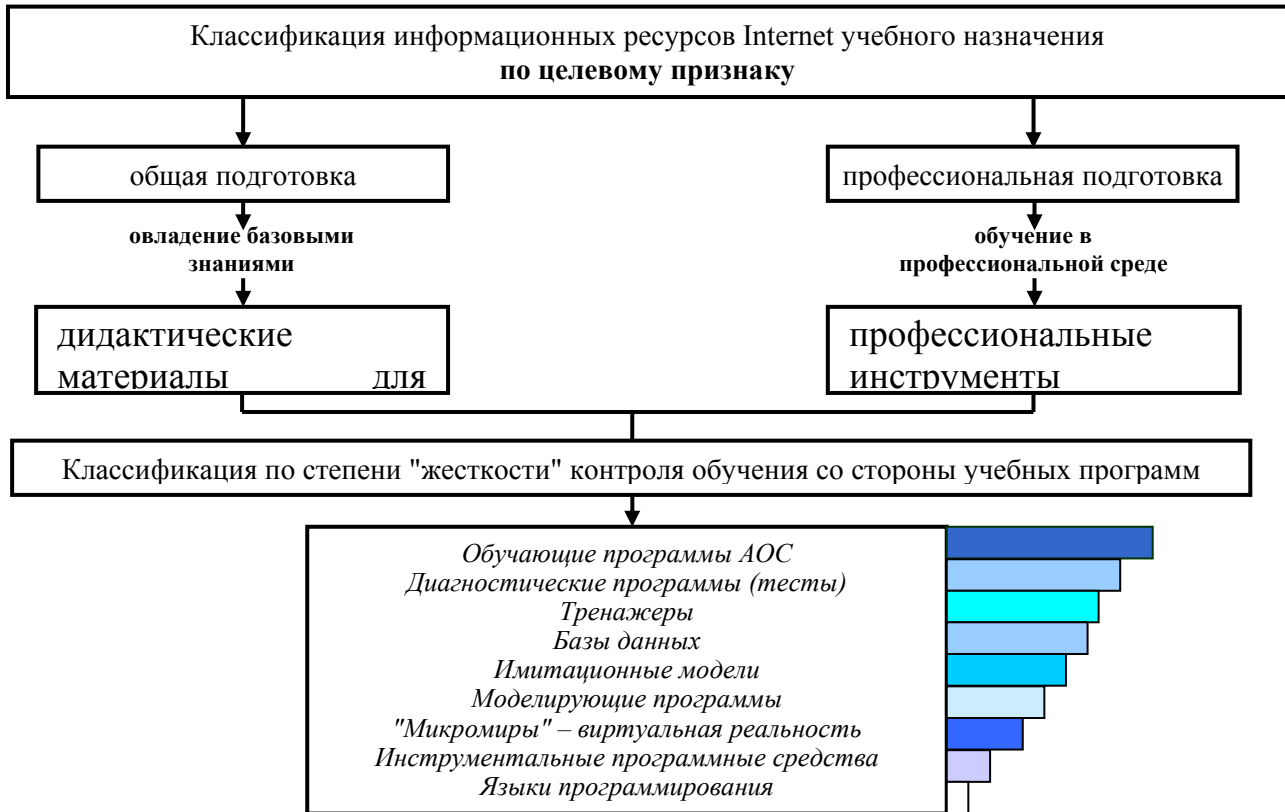 Классификация информационных ресурсов Internet учебного назначения
по целевому признаку
общая подготовка
профессиональная подготовка
овладение базовыми
знаниями
обучение в
профессиональной среде
дидактические
материалы для
профессиональные
инструменты
Классификация по степени "жесткости" контроля обучения со стороны учебных программ
Обучающие программы АОС
Диагностические программы (тесты)
Тренажеры
Базы данных
Имитационные модели
Моделирующие программы
"Микромиры" – виртуальная реальность
Инструментальные программные средства
Языки программирования